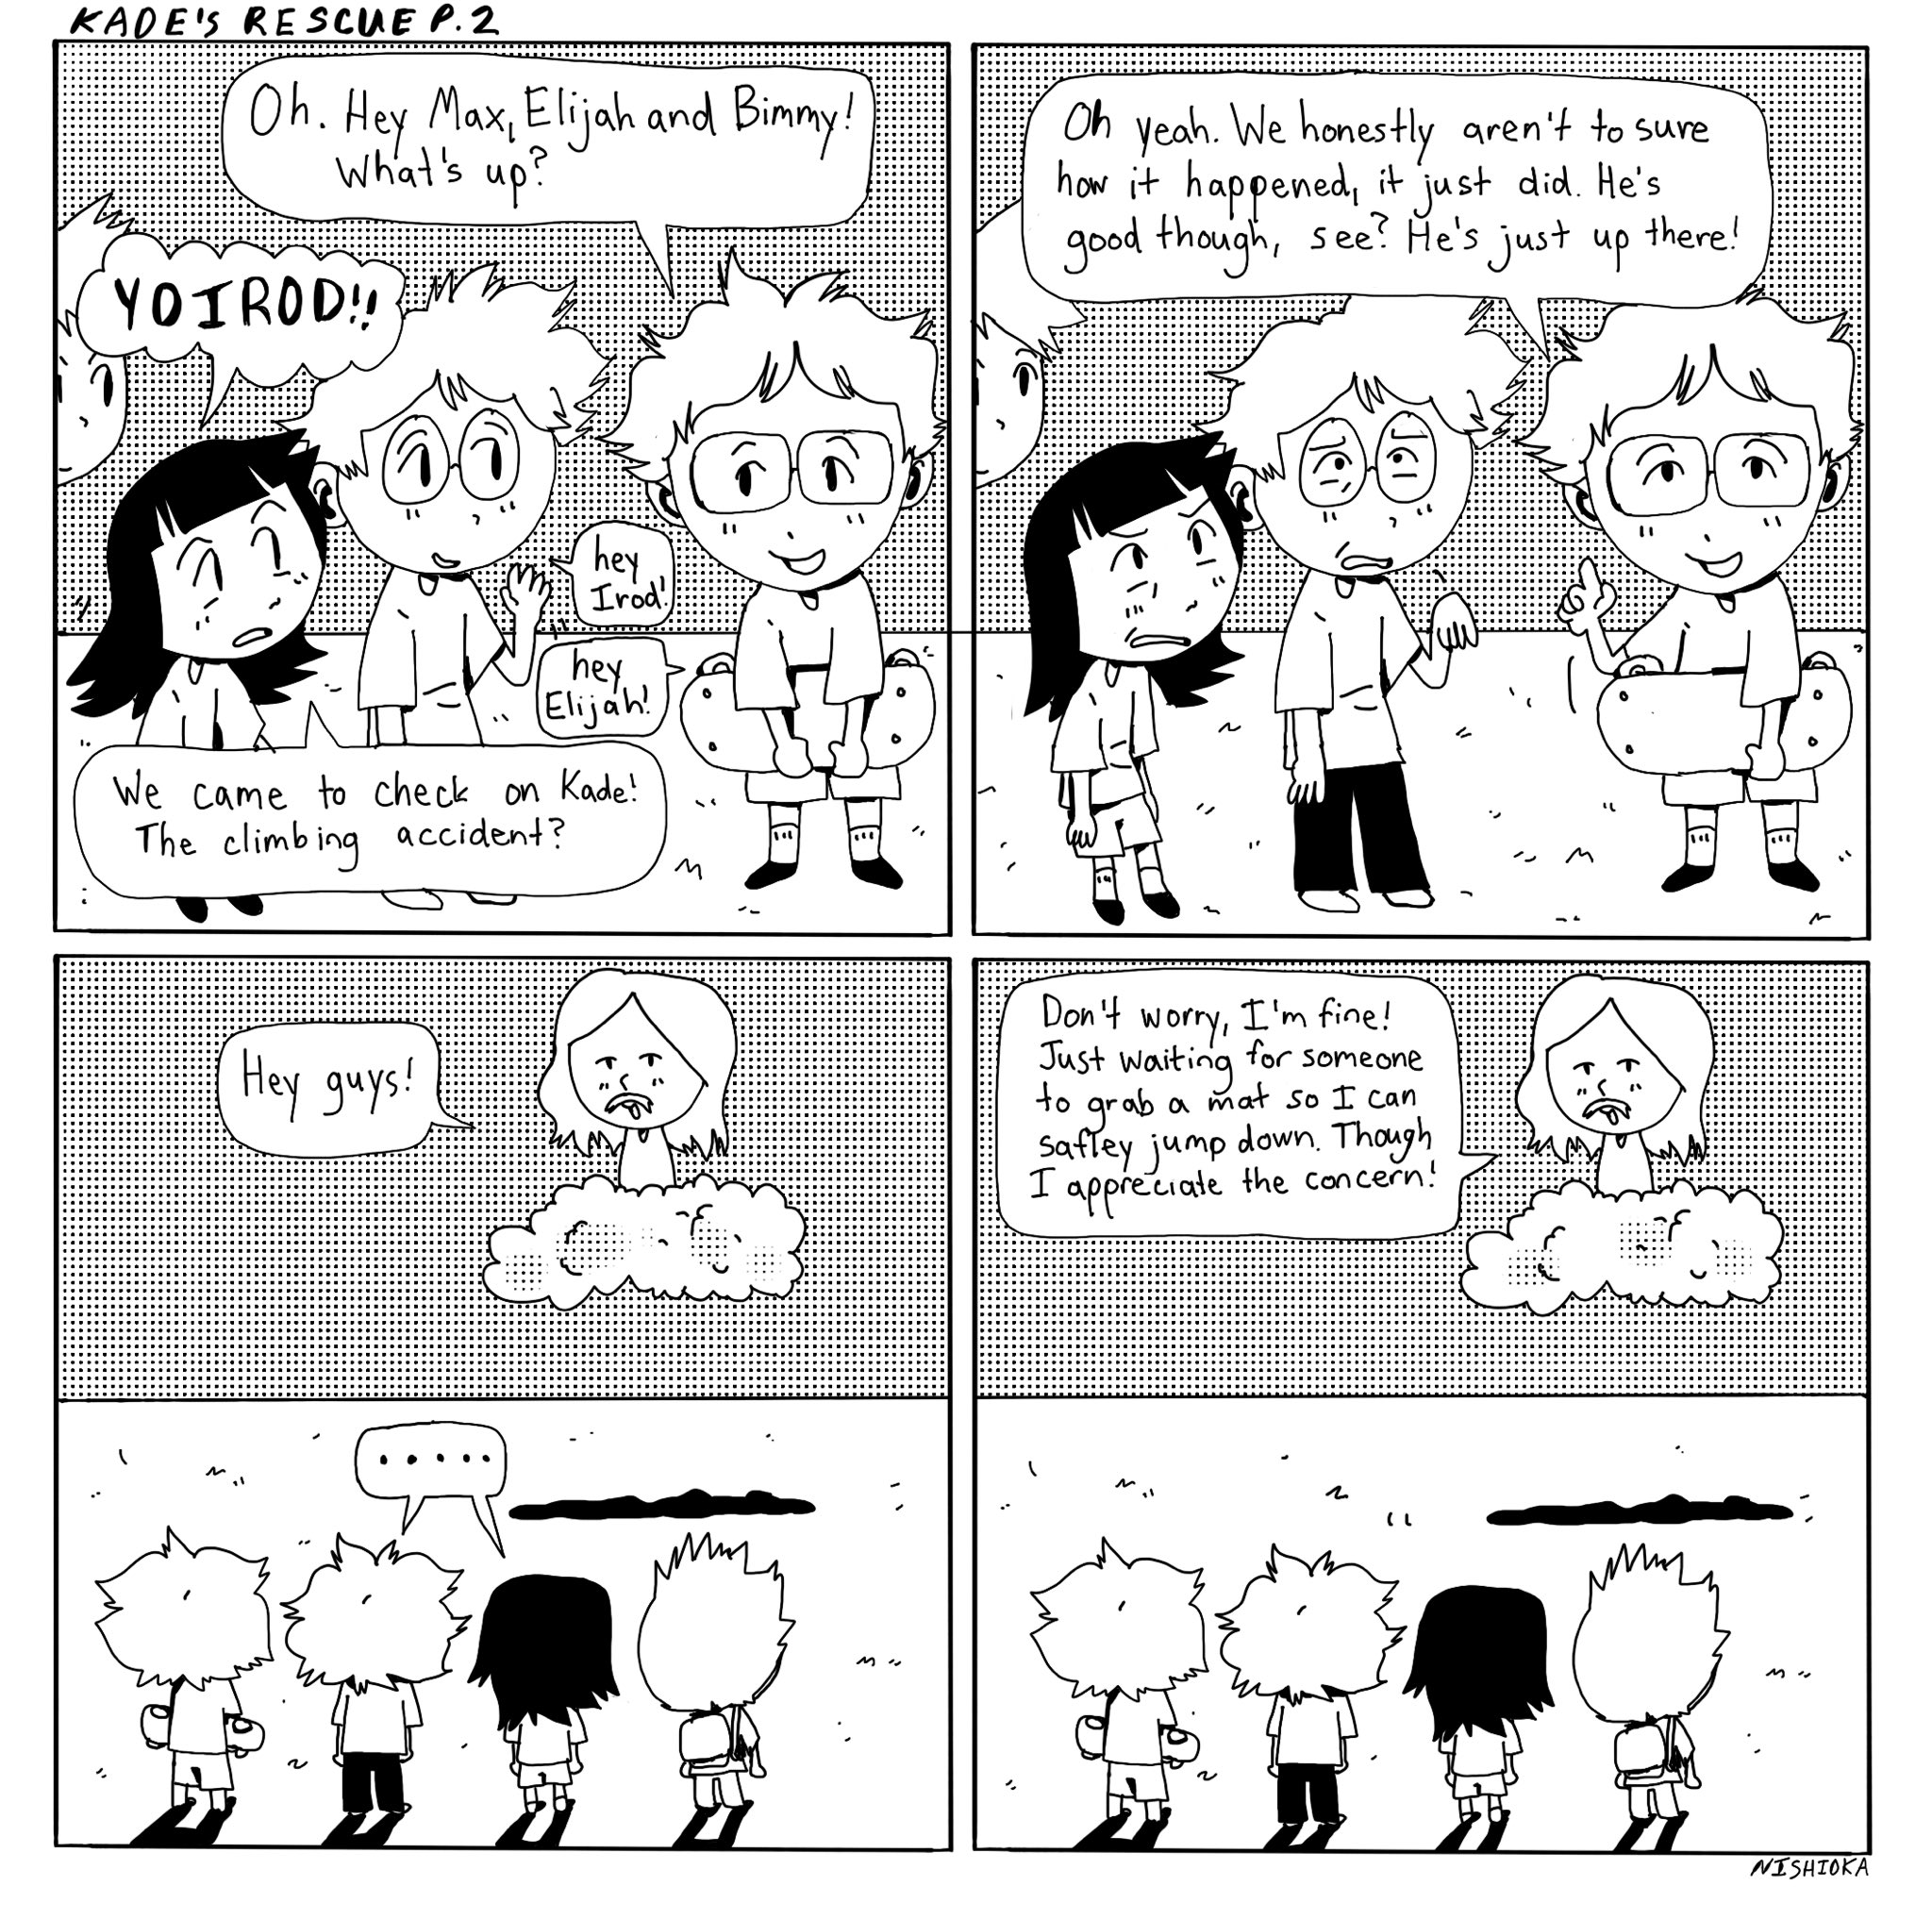 KADE'S RESCUE P.2
Oh. Hey Max, Elijah and Bimmy!
What's up?
YO IROD!!
hey
Irod!
hey
Elijah!
We came to check on Kade!
The climbing accident?
Oh yeah. We honestly aren't to sure
how it happened, it just did. He's
good though, see? He's just up there!
Hey guys!
.....
Don't worry, I'm fine!
Just waiting for someone
to grab a mat so I can
safley jump down. Though
I appreciate the concern!
NISHIOKA